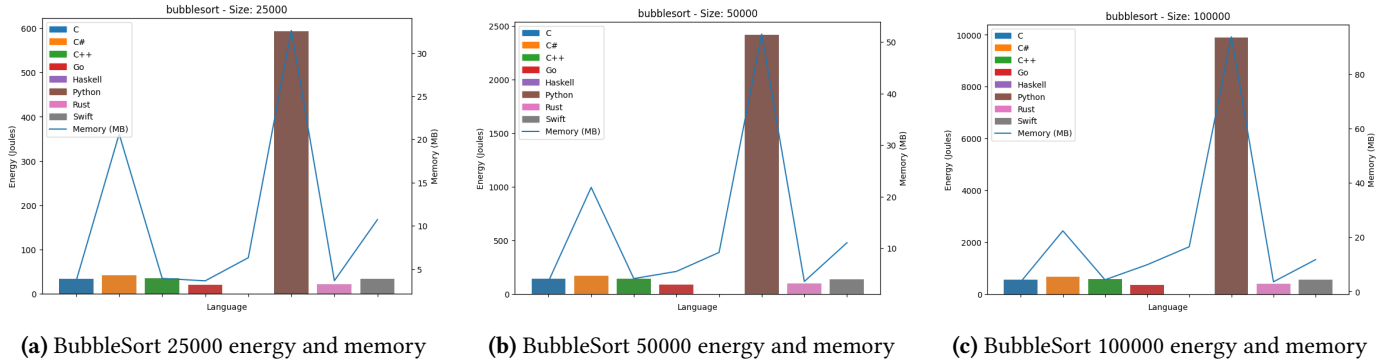 bubblesort - Size: 25000
600
500
400
300
200
100
0
Energy (Joules)
C
C#
C++
Go
Haskell
Python
Rust
Swift
Memory (MB)
30
25
20
15
10
5
Memory (MB)
Language
(a) BubbleSort 25000 energy and memory
bubblesort - Size: 50000
2500
2000
1500
1000
500
0
Energy (Joules)
C
C#
C++
Go
Haskell
Python
Rust
Swift
Memory (MB)
50
40
30
20
10
Memory (MB)
Language
(b) BubbleSort 50000 energy and memory
bubblesort - Size: 100000
10000
8000
6000
4000
2000
0
Energy (Joules)
C
C#
C++
Go
Haskell
Python
Rust
Swift
Memory (MB)
80
60
40
20
0
Memory (MB)
Language
(c) BubbleSort 100000 energy and memory